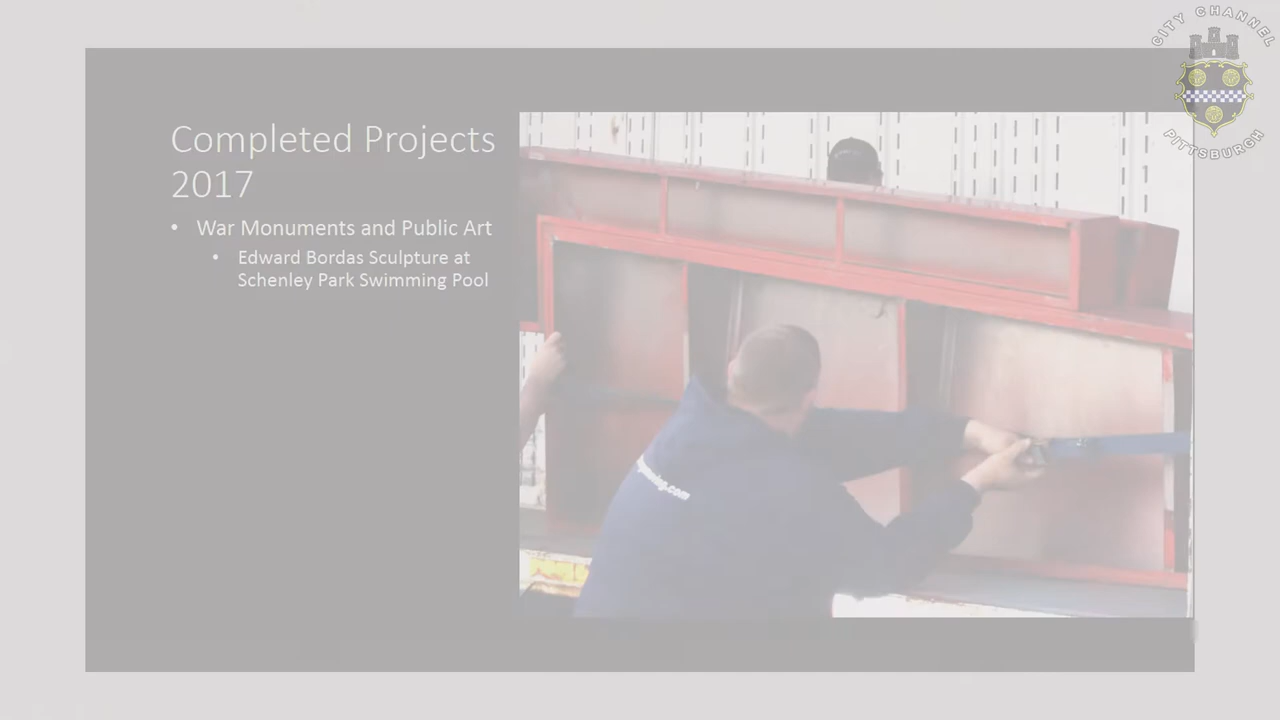 CITY CHANNEL
PITTSBURGH
Completed Projects
2017
• War Monuments and Public Art
• Edward Bordas Sculpture at
Schenley Park Swimming Pool